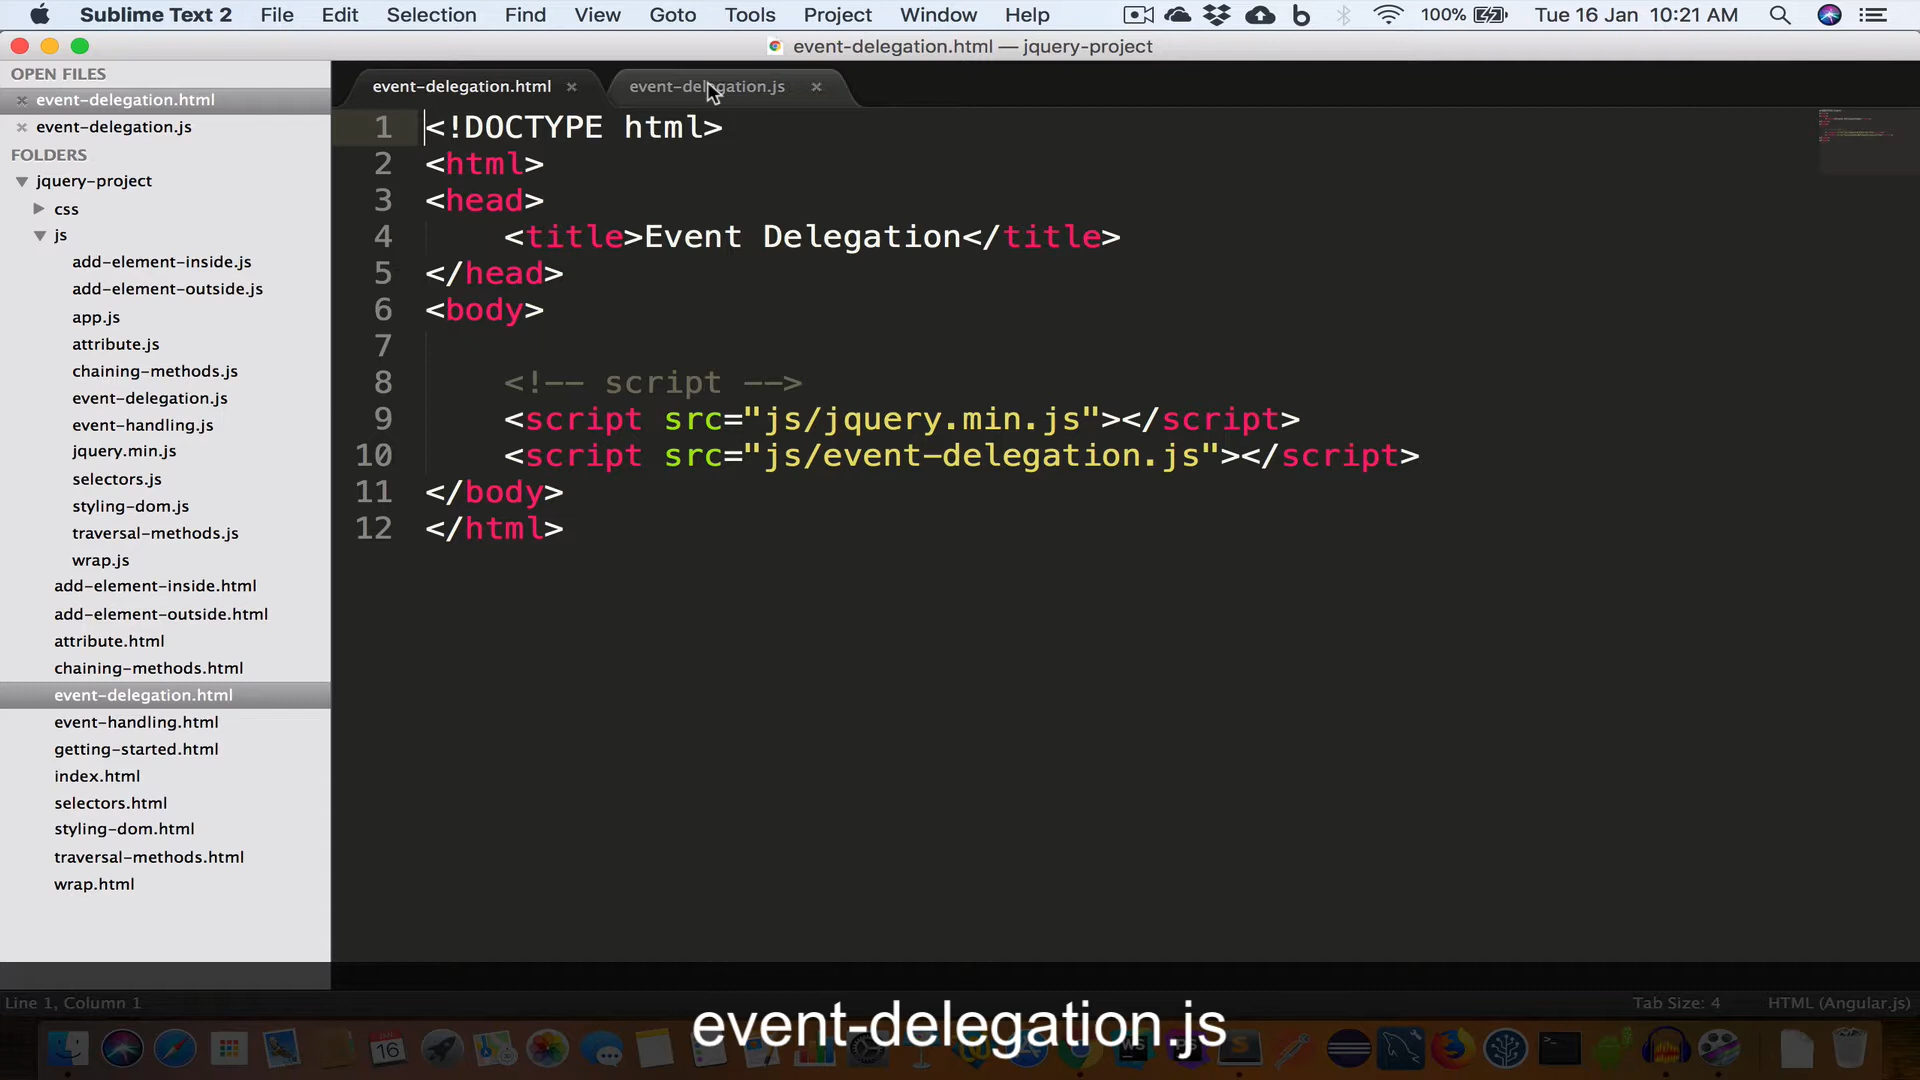 Sublime Text 2 File Edit Selection Find View Goto Tools Project Window Help 100% Tue 16 Jan 10:21 AM
event-delegation.html — jquery-project
OPEN FILES
event-delegation.html
event-delegation.js
FOLDERS
jquery-project
css
js
add-element-inside.js
add-element-outside.js
app.js
attribute.js
chaining-methods.js
event-delegation.js
event-handling.js
jquery.min.js
selectors.js
styling-dom.js
traversal-methods.js
wrap.js
add-element-inside.html
add-element-outside.html
attribute.html
chaining-methods.html
event-delegation.html
event-handling.html
getting-started.html
index.html
selectors.html
styling-dom.html
traversal-methods.html
wrap.html
event-delegation.html × event-delegation.js ×
1 <!DOCTYPE html>
2 <html>
3 <head>
4 <title>Event Delegation</title>
5 </head>
6 <body>
7
8 <!-- script -->
9 <script src="js/jquery.min.js"></script>
10 <script src="js/event-delegation.js"></script>
11 </body>
12 </html>
Line 1, Column 1 Tab Size: 4 HTML (Angular.js)
event-delegation.js
16